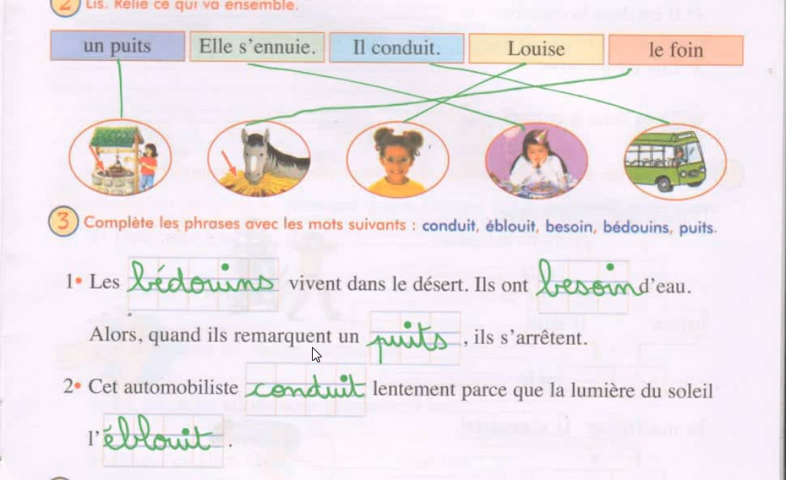 2 Lis. Relie ce qui va ensemble.
un puits Elle s'ennuie. Il conduit. Louise le foin
3 Complète les phrases avec les mots suivants : conduit, éblouit, besoin, bédouins, puits.
1• Les bédouins vivent dans le désert. Ils ont besoin d'eau.
Alors, quand ils remarquent un puits , ils s'arrêtent.
2• Cet automobiliste conduit lentement parce que la lumière du soleil
l'éblouit .